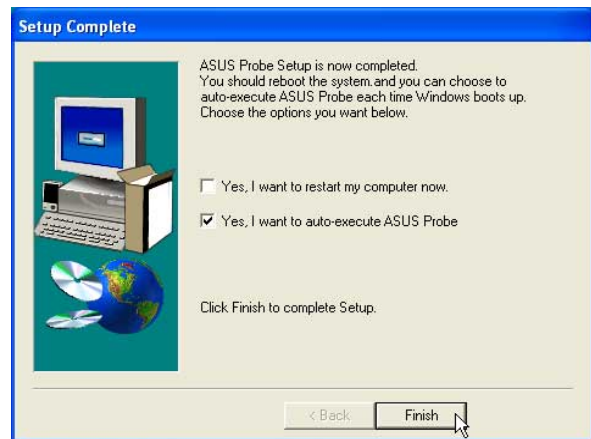 Setup Complete
ASUS Probe Setup is now completed.
You should reboot the system.and you can choose to
auto-execute ASUS Probe each time Windows boots up.
Choose the options you want below.
Yes, I want to restart my computer now.
Yes, I want to auto-execute ASUS Probe
Click Finish to complete Setup.
< Back
Finish